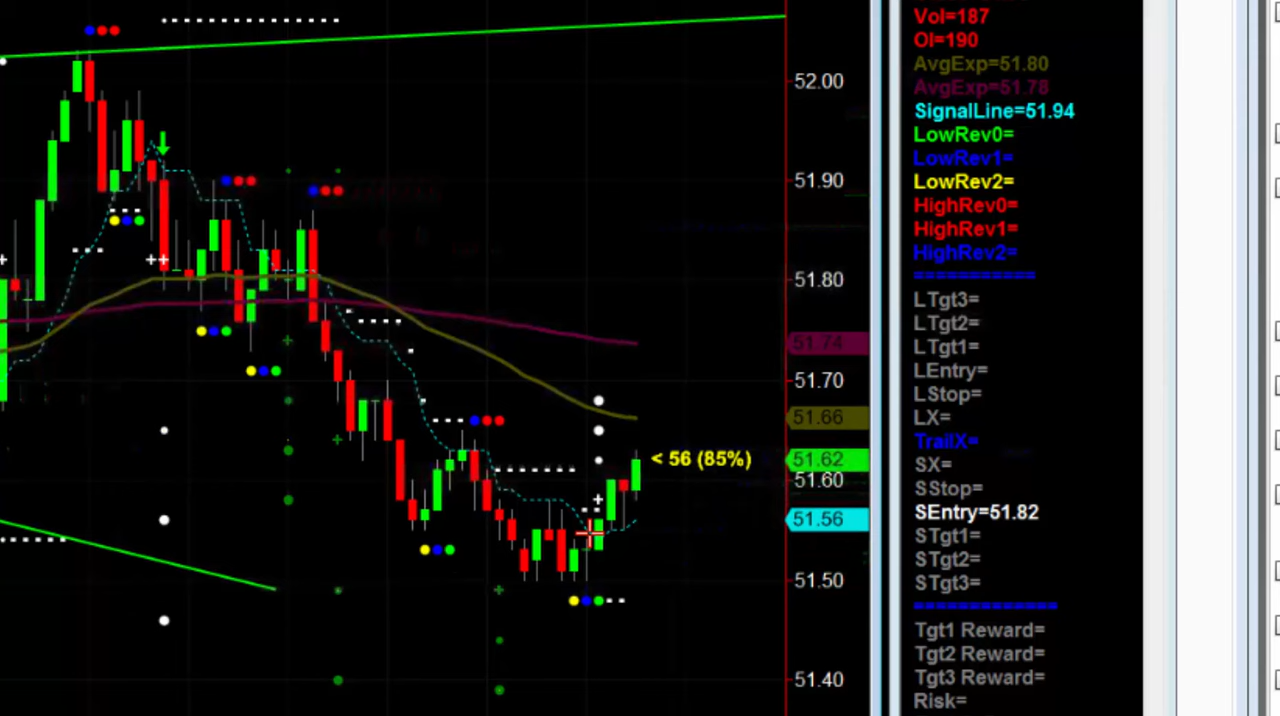 52.00
51.90
51.80
51.74
51.70
51.66
< 56 (85%)
51.62
51.60
51.56
51.50
51.40
Vol=187
OI=190
AvgExp=51.80
AvgExp=51.78
SignalLine=51.94
LowRev0=
LowRev1=
LowRev2=
HighRev0=
HighRev1=
HighRev2=
===========
LTgt3=
LTgt2=
LTgt1=
LEntry=
LStop=
LX=
TrailX=
SX=
SStop=
SEntry=51.82
STgt1=
STgt2=
STgt3=
=============
Tgt1 Reward=
Tgt2 Reward=
Tgt3 Reward=
Risk=